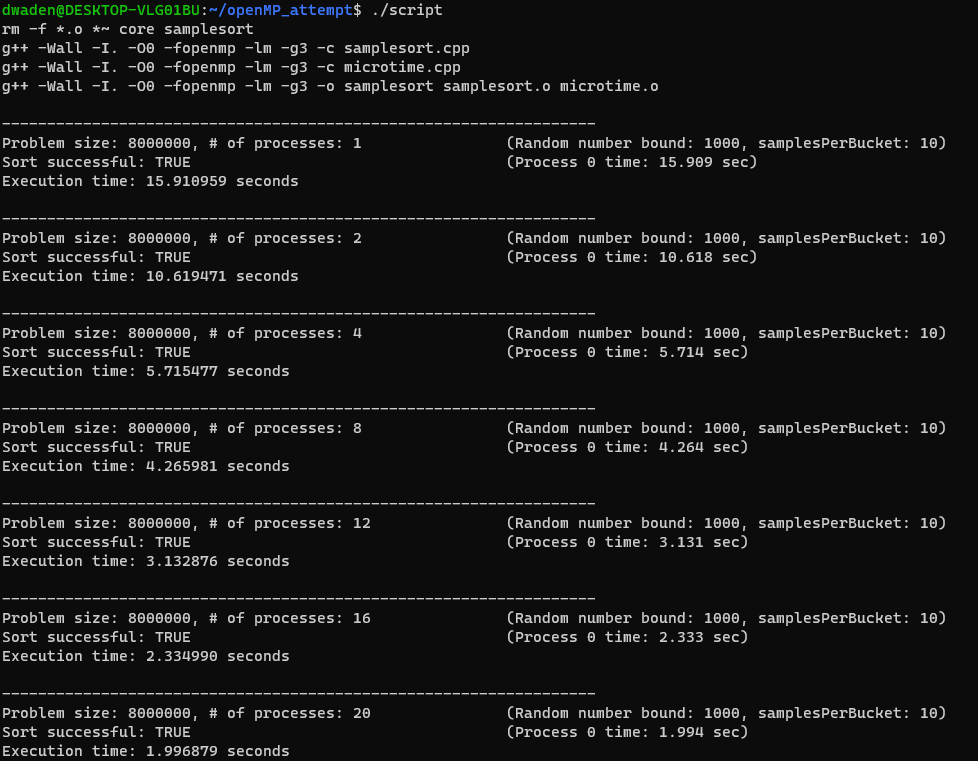 dwaden@DESKTOP-VLG01BU:~/openMP_attempt$ ./script
rm -f *.o *~ core samplesort
g++ -Wall -I. -O0 -fopenmp -lm -g3 -c samplesort.cpp
g++ -Wall -I. -O0 -fopenmp -lm -g3 -c microtime.cpp
g++ -Wall -I. -O0 -fopenmp -lm -g3 -o samplesort samplesort.o microtime.o
------------------------------------------------------------------
Problem size: 8000000, # of processes: 1 (Random number bound: 1000, samplesPerBucket: 10)
Sort successful: TRUE (Process 0 time: 15.909 sec)
Execution time: 15.910959 seconds
------------------------------------------------------------------
Problem size: 8000000, # of processes: 2 (Random number bound: 1000, samplesPerBucket: 10)
Sort successful: TRUE (Process 0 time: 10.618 sec)
Execution time: 10.619471 seconds
------------------------------------------------------------------
Problem size: 8000000, # of processes: 4 (Random number bound: 1000, samplesPerBucket: 10)
Sort successful: TRUE (Process 0 time: 5.714 sec)
Execution time: 5.715477 seconds
------------------------------------------------------------------
Problem size: 8000000, # of processes: 8 (Random number bound: 1000, samplesPerBucket: 10)
Sort successful: TRUE (Process 0 time: 4.264 sec)
Execution time: 4.265981 seconds
------------------------------------------------------------------
Problem size: 8000000, # of processes: 12 (Random number bound: 1000, samplesPerBucket: 10)
Sort successful: TRUE (Process 0 time: 3.131 sec)
Execution time: 3.132876 seconds
------------------------------------------------------------------
Problem size: 8000000, # of processes: 16 (Random number bound: 1000, samplesPerBucket: 10)
Sort successful: TRUE (Process 0 time: 2.333 sec)
Execution time: 2.334990 seconds
------------------------------------------------------------------
Problem size: 8000000, # of processes: 20 (Random number bound: 1000, samplesPerBucket: 10)
Sort successful: TRUE (Process 0 time: 1.994 sec)
Execution time: 1.996879 seconds